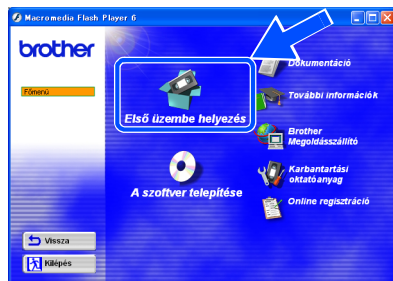 Macromedia Flash Player 6
brother
Főmenü
Első üzembe helyezés
A szoftver telepítése
Dokumentáció
További információk
Brother
Megoldásszállító
Karbantartási
oktatóanyag
Online regisztráció
Vissza
Kilépés